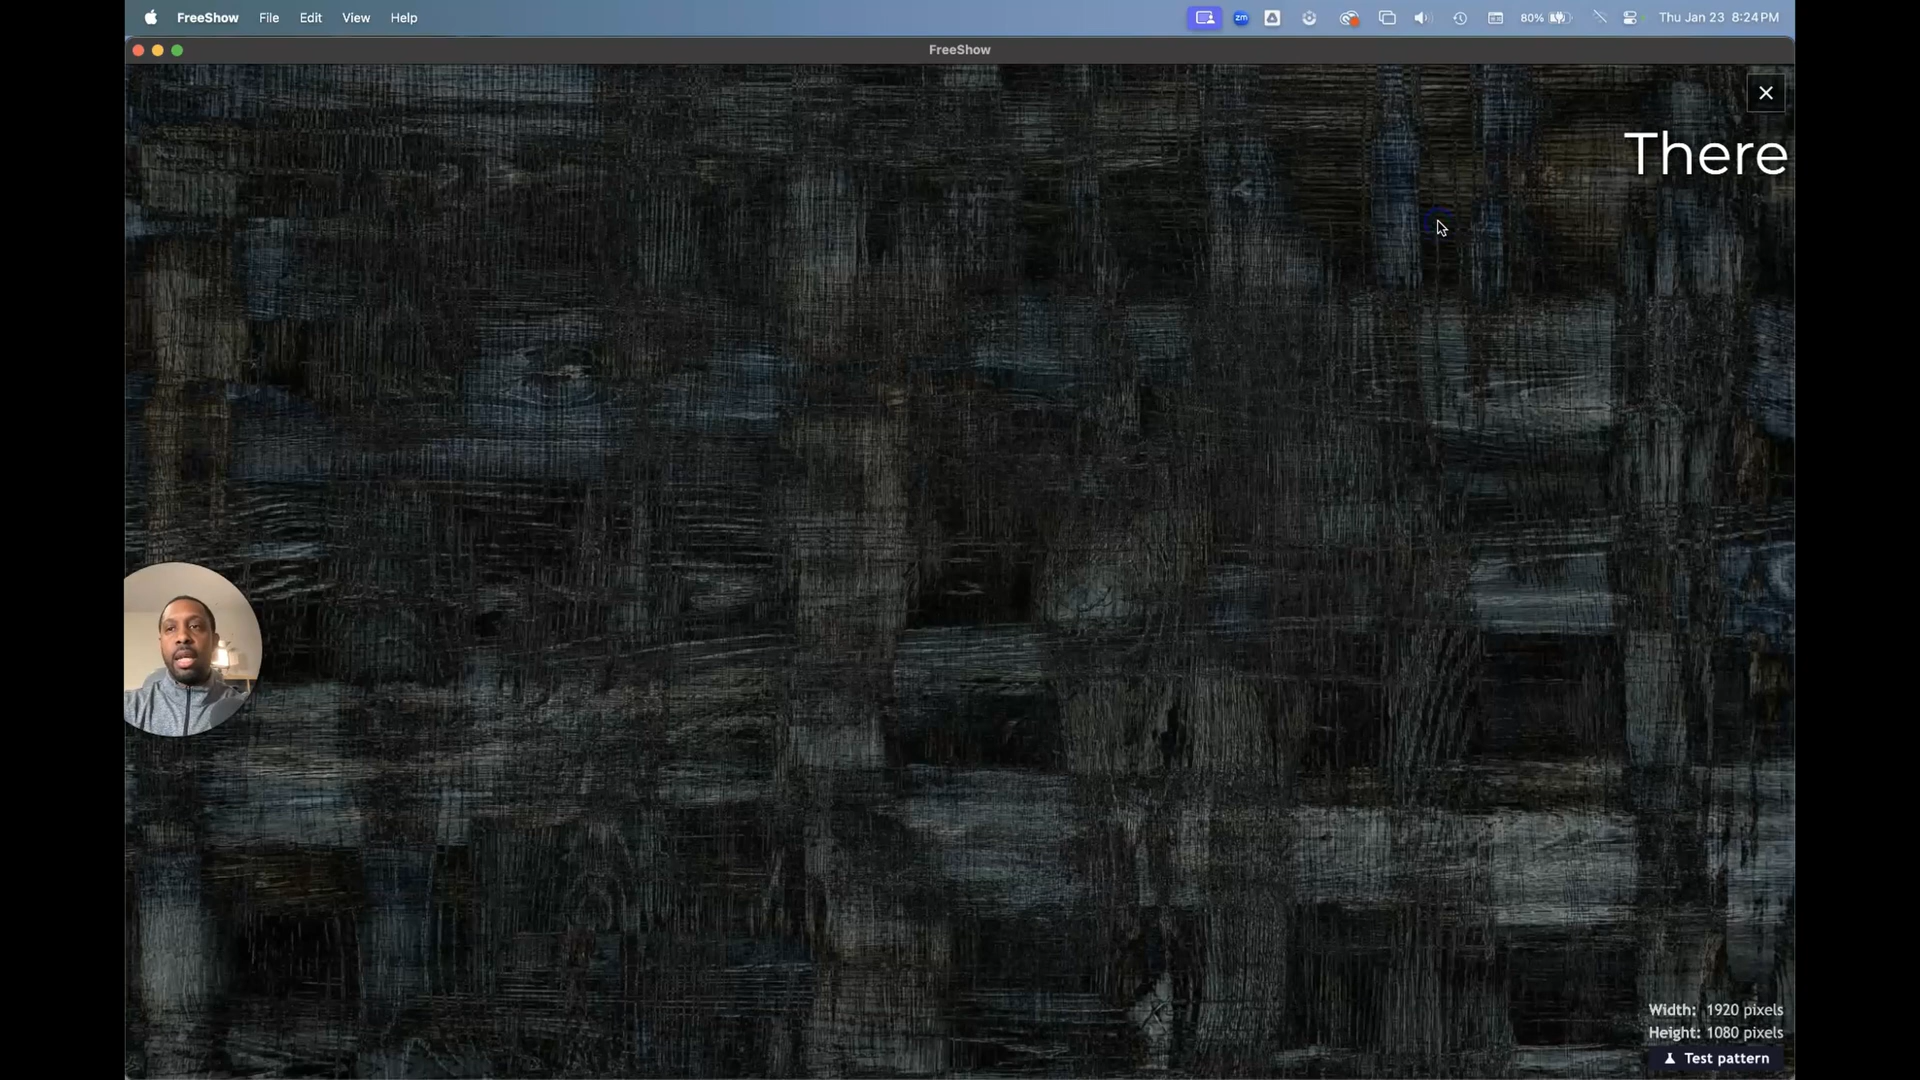 FreeShow File Edit View Help
zm 80% Thu Jan 23 8:24 PM
FreeShow
There
Width: 1920 pixels
Height: 1080 pixels
Test pattern